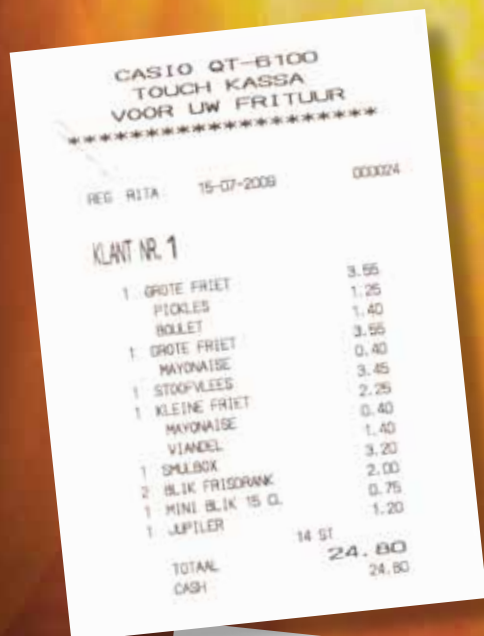 CASIO QT-6100
TOUCH KASSA
VOOR UW FRITUUR
********************
REG RITA 15-07-2009 000024
KLANT NR. 1
1 GROTE FRIET 3.55
PICKLES 1.25
BOULET 1.40
1 GROTE FRIET 3.55
MAYONAISE 0.40
1 STOOFVLEES 3.45
1 KLEINE FRIET 2.25
MAYONAISE 0.40
VIANDEL 1.40
1 SMULBOX 3.20
2 BLIK FRISDRANK 2.00
1 MINI BLIK 15 CL 0.75
1 JUPILER 1.20
14 ST
TOTAAL 24.80
CASH 24.80